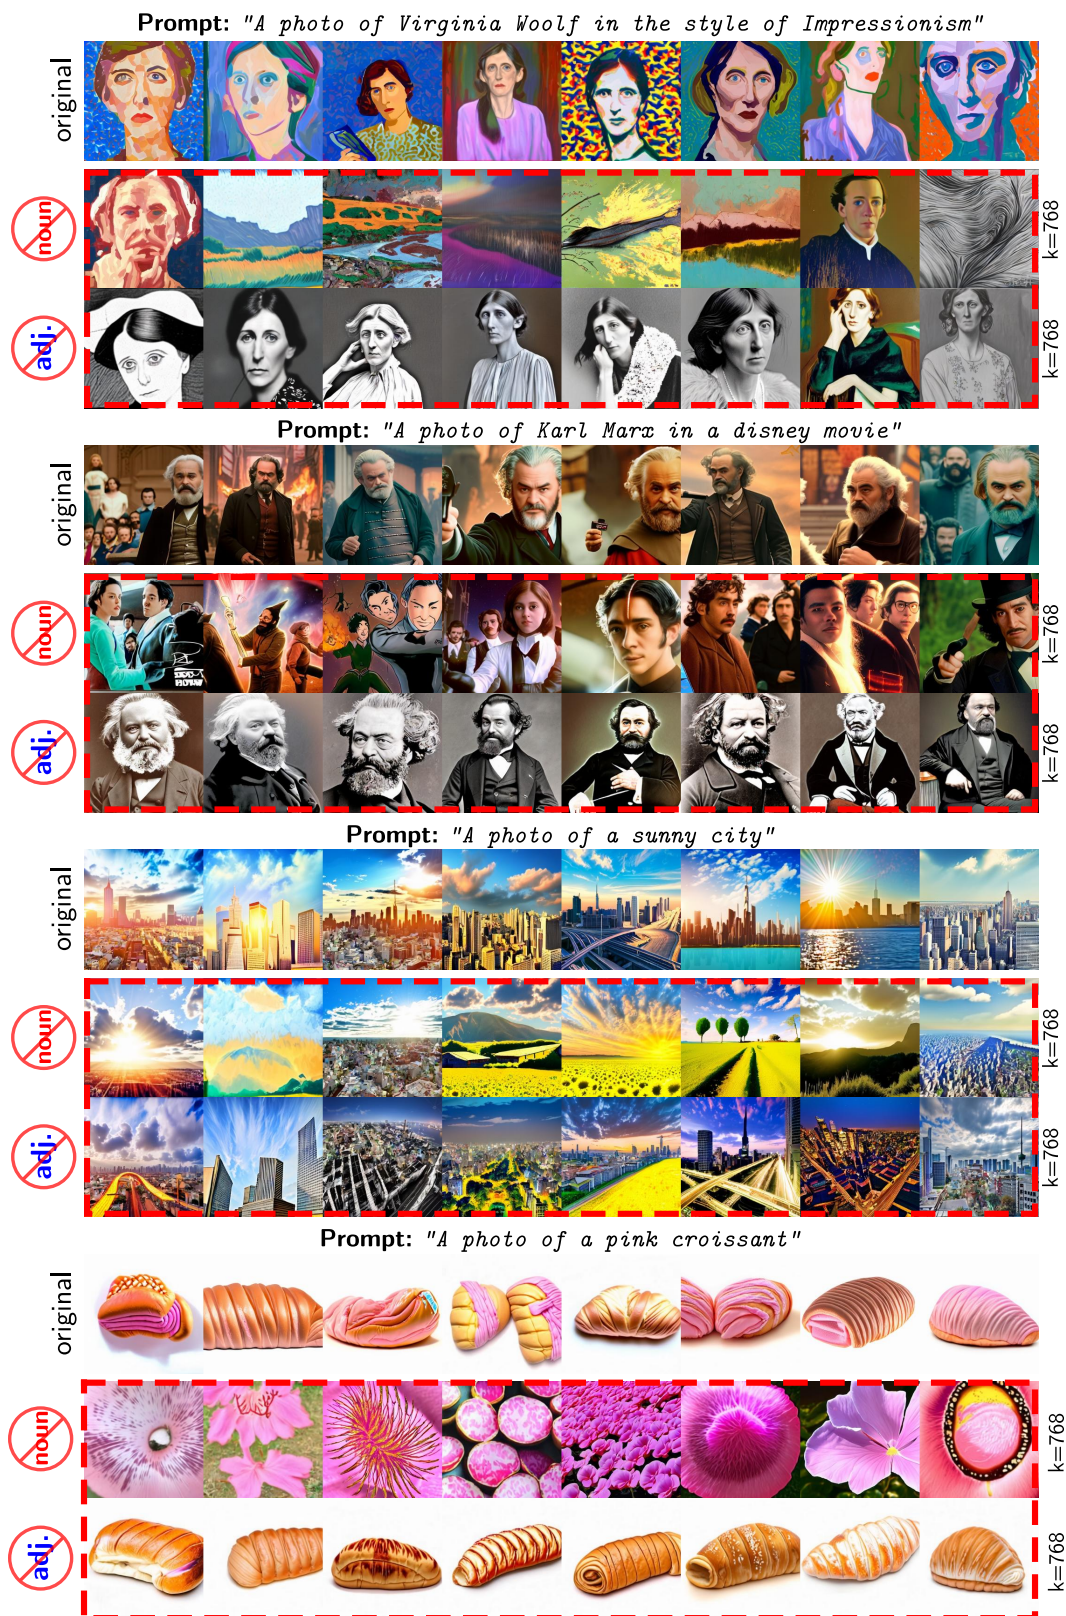 Prompt: "A photo of Virginia Woolf in the style of Impressionism"
original
noun
k=768
adj.
k=768
Prompt: "A photo of Karl Marx in a disney movie"
original
noun
k=768
adj.
k=768
Prompt: "A photo of a sunny city"
original
noun
k=768
adj.
k=768
Prompt: "A photo of a pink croissant"
original
noun
k=768
adj.
k=768